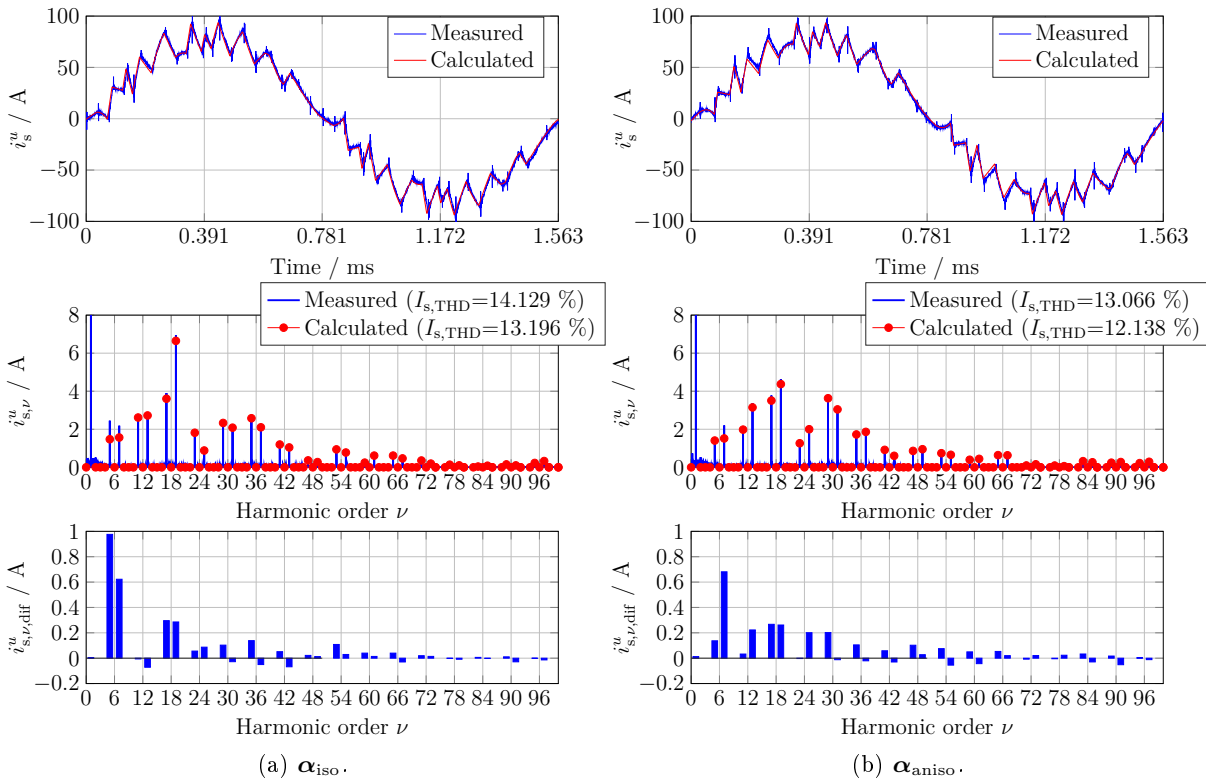 100
50
0
−50
−100
i_s^u / A
Measured
Calculated
0 0.391 0.781 1.172 1.563
Time / ms
100
50
0
−50
−100
i_s^u / A
Measured
Calculated
0 0.391 0.781 1.172 1.563
Time / ms
Measured (I_s,THD=14.129 %)
Calculated (I_s,THD=13.196 %)
8
6
4
2
0
i_s,ν^u / A
0 6 12 18 24 30 36 42 48 54 60 66 72 78 84 90 96
Harmonic order ν
Measured (I_s,THD=13.066 %)
Calculated (I_s,THD=12.138 %)
8
6
4
2
0
i_s,ν^u / A
0 6 12 18 24 30 36 42 48 54 60 66 72 78 84 90 96
Harmonic order ν
1
0.8
0.6
0.4
0.2
0
−0.2
i_s,ν,dif^u / A
0 6 12 18 24 30 36 42 48 54 60 66 72 78 84 90 96
Harmonic order ν
1
0.8
0.6
0.4
0.2
0
−0.2
i_s,ν,dif^u / A
0 6 12 18 24 30 36 42 48 54 60 66 72 78 84 90 96
Harmonic order ν
(a) α_iso.
(b) α_aniso.